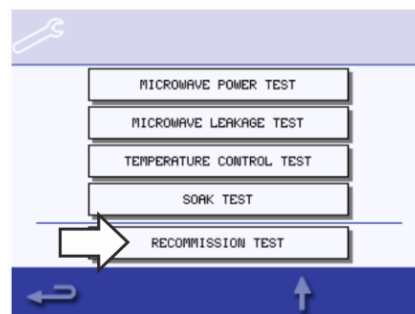 MICROWAVE POWER TEST
MICROWAVE LEAKAGE TEST
TEMPERATURE CONTROL TEST
SOAK TEST
RECOMMISSION TEST